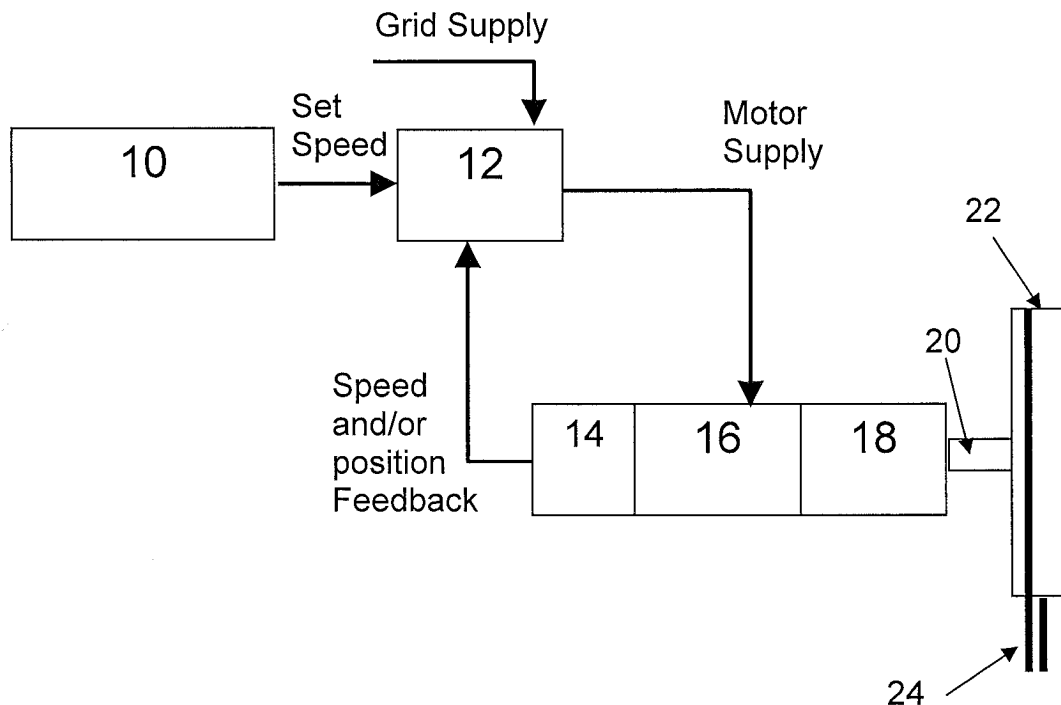 Grid Supply
Set
Speed
10
12
Motor
Supply
22
20
Speed
and/or
position
Feedback
14
16
18
24